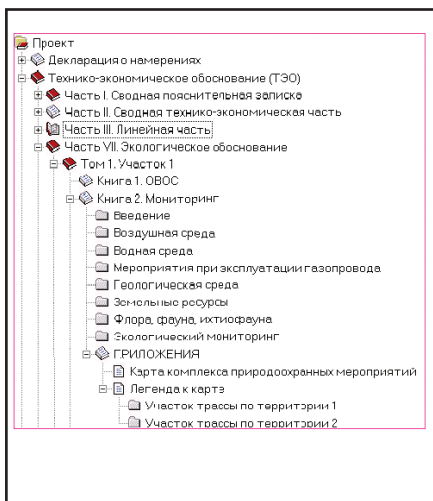 Проект
Декларация о намерениях
Технико-экономическое обоснование (ТЭО)
Часть I. Сводная пояснительная записка
Часть II. Сводная технико-экономическая часть
Часть III. Линейная часть
Часть VII. Экологическое обоснование
Том 1. Участок 1
Книга 1. ОВОС
Книга 2. Мониторинг
Введение
Воздушная среда
Водная среда
Мероприятия при эксплуатации газопровода
Геологическая среда
Земельные ресурсы
Флора, фауна, ихтиофауна
Экологический мониторинг
ПРИЛОЖЕНИЯ
Карта комплекса природоохранных мероприятий
Легенда к карте
Участок трассы по территории 1
Участок трассы по территории 2